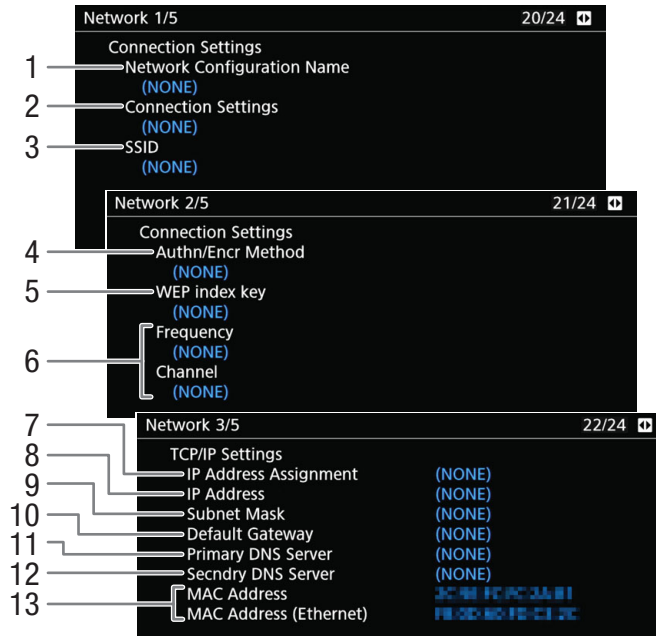 Network 1/5 20/24
Connection Settings
1 Network Configuration Name
(NONE)
2 Connection Settings
(NONE)
3 SSID
(NONE)
Network 2/5 21/24
Connection Settings
4 Authn/Encr Method
(NONE)
5 WEP index key
(NONE)
6 Frequency
(NONE)
Channel
(NONE)
Network 3/5 22/24
TCP/IP Settings
7 IP Address Assignment (NONE)
8 IP Address (NONE)
9 Subnet Mask (NONE)
10 Default Gateway (NONE)
11 Primary DNS Server (NONE)
12 Secndry DNS Server (NONE)
13 MAC Address
MAC Address (Ethernet)